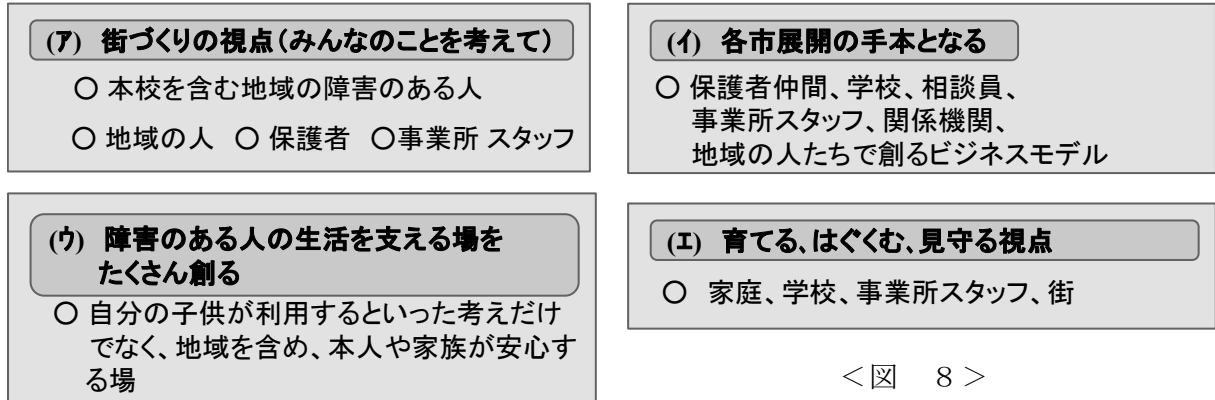 (ア) 街づくりの視点(みんなのことを考えて)
○ 本校を含む地域の障害のある人
○ 地域の人 ○ 保護者 ○事業所 スタッフ
(イ) 各市展開の手本となる
○ 保護者仲間、学校、相談員、
事業所スタッフ、関係機関、
地域の人たちで創るビジネスモデル
(ウ) 障害のある人の生活を支える場を
たくさん創る
○ 自分の子供が利用するといった考えだけ
でなく、地域を含め、本人や家族が安心す
る場
(エ) 育てる、はぐくむ、見守る視点
○ 家庭、学校、事業所スタッフ、街
<図 8>